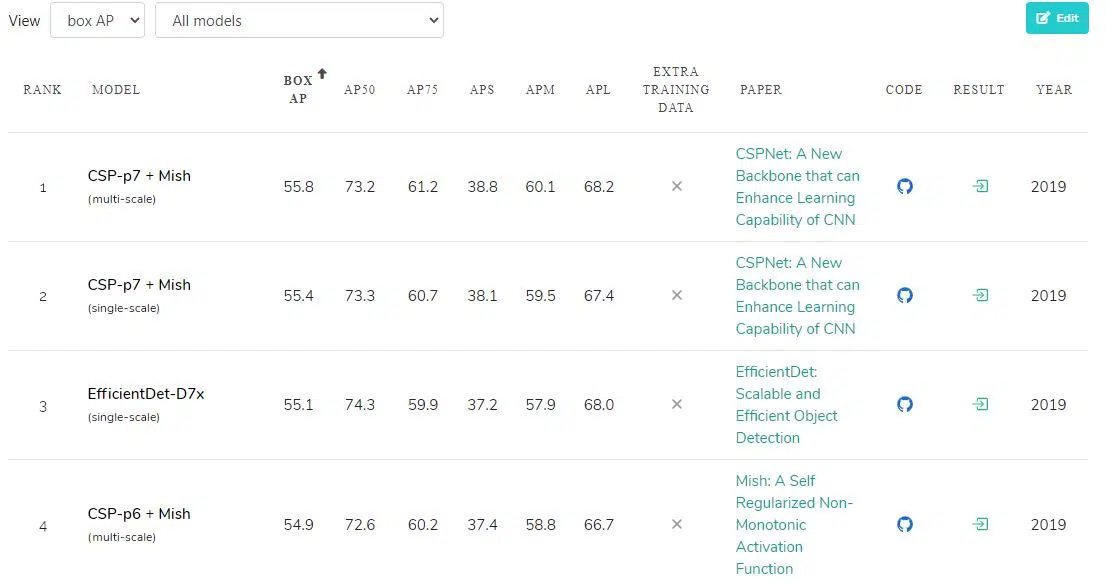 View box AP All models Edit
RANK MODEL BOX AP AP50 AP75 APS APM APL EXTRA TRAINING DATA PAPER CODE RESULT YEAR
1 CSP-p7 + Mish (multi-scale) 55.8 73.2 61.2 38.8 60.1 68.2 × CSPNet: A New Backbone that can Enhance Learning Capability of CNN 2019
2 CSP-p7 + Mish (single-scale) 55.4 73.3 60.7 38.1 59.5 67.4 × CSPNet: A New Backbone that can Enhance Learning Capability of CNN 2019
3 EfficientDet-D7x (single-scale) 55.1 74.3 59.9 37.2 57.9 68.0 × EfficientDet: Scalable and Efficient Object Detection 2019
4 CSP-p6 + Mish (multi-scale) 54.9 72.6 60.2 37.4 58.8 66.7 × Mish: A Self Regularized Non-Monotonic Activation Function 2019